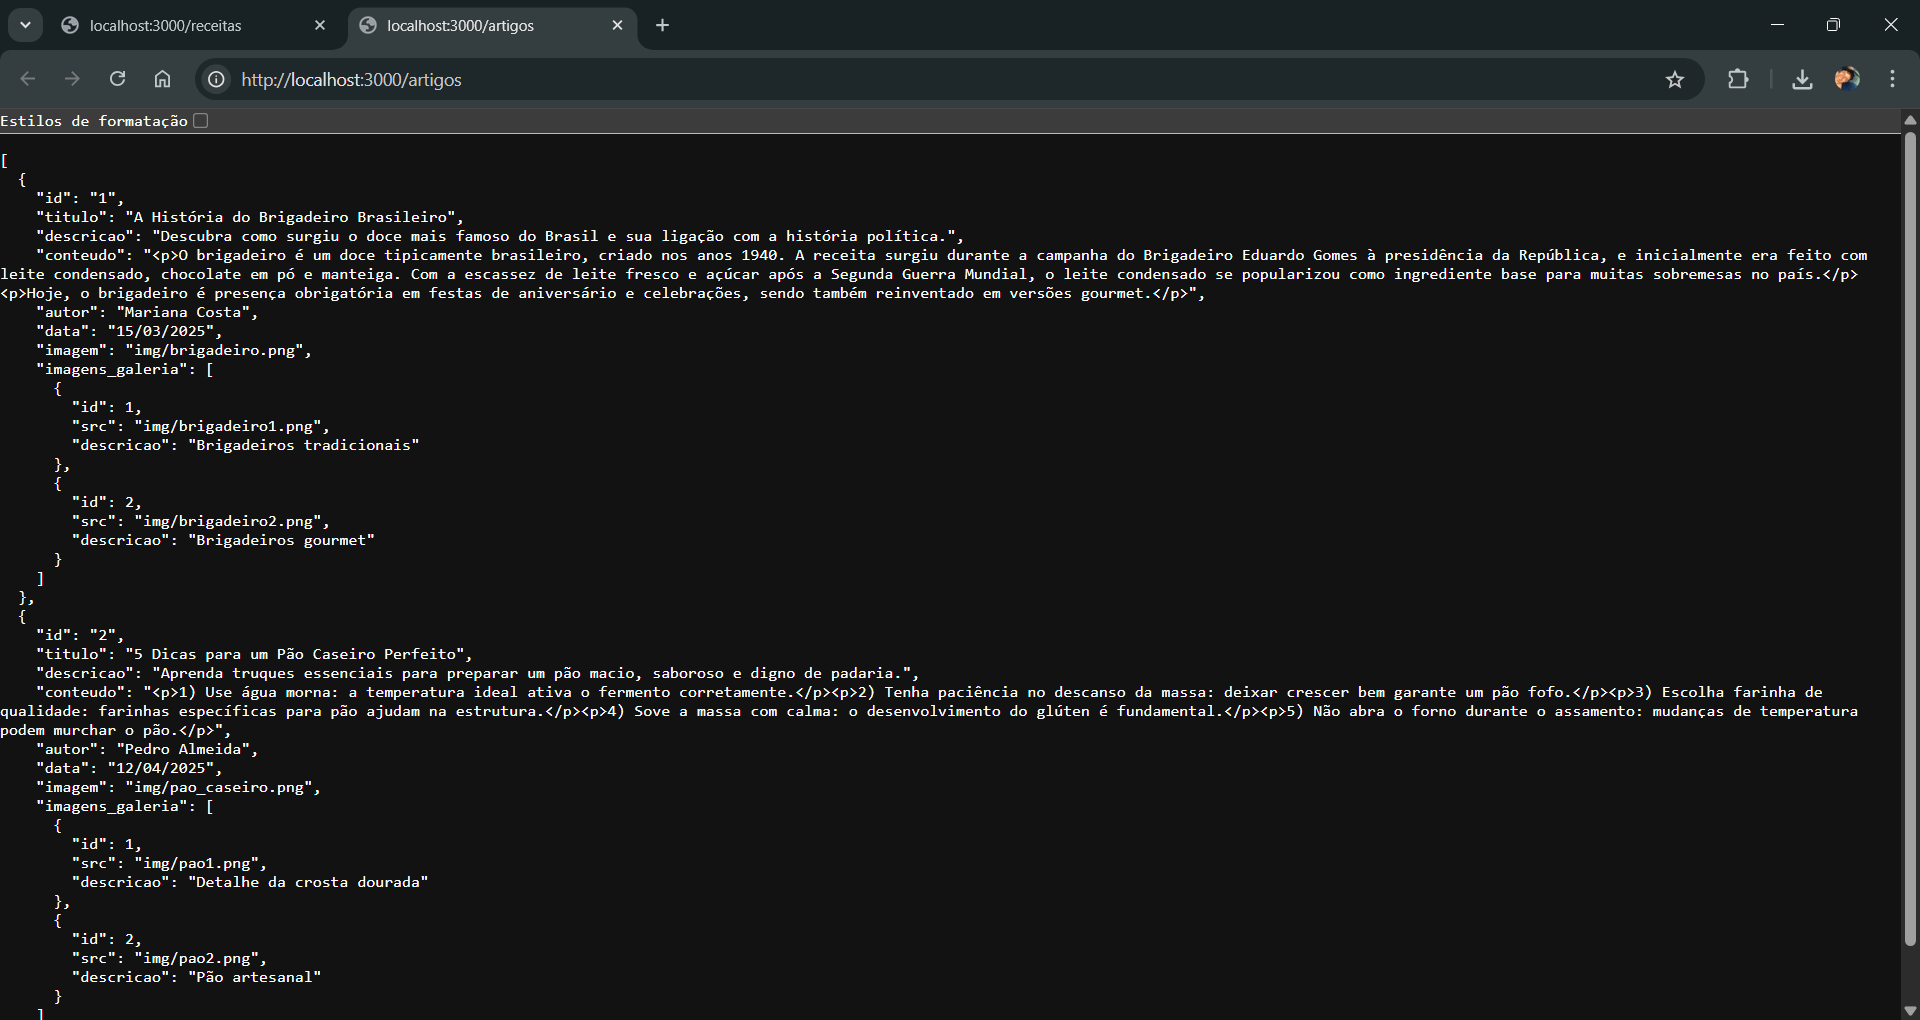 localhost:3000/receitas
localhost:3000/artigos
http://localhost:3000/artigos
Estilos de formatação
[
  {
    "id": "1",
    "titulo": "A História do Brigadeiro Brasileiro",
    "descricao": "Descubra como surgiu o doce mais famoso do Brasil e sua ligação com a história política.",
    "conteudo": "<p>O brigadeiro é um doce tipicamente brasileiro, criado nos anos 1940. A receita surgiu durante a campanha do Brigadeiro Eduardo Gomes à presidência da República, e inicialmente era feito com
leite condensado, chocolate em pó e manteiga. Com a escassez de leite fresco e açúcar após a Segunda Guerra Mundial, o leite condensado se popularizou como ingrediente base para muitas sobremesas no país.</p>
<p>Hoje, o brigadeiro é presença obrigatória em festas de aniversário e celebrações, sendo também reinventado em versões gourmet.</p>",
    "autor": "Mariana Costa",
    "data": "15/03/2025",
    "imagem": "img/brigadeiro.png",
    "imagens_galeria": [
      {
        "id": 1,
        "src": "img/brigadeiro1.png",
        "descricao": "Brigadeiros tradicionais"
      },
      {
        "id": 2,
        "src": "img/brigadeiro2.png",
        "descricao": "Brigadeiros gourmet"
      }
    ]
  },
  {
    "id": "2",
    "titulo": "5 Dicas para um Pão Caseiro Perfeito",
    "descricao": "Aprenda truques essenciais para preparar um pão macio, saboroso e digno de padaria.",
    "conteudo": "<p>1) Use água morna: a temperatura ideal ativa o fermento corretamente.</p><p>2) Tenha paciência no descanso da massa: deixar crescer bem garante um pão fofo.</p><p>3) Escolha farinha de
qualidade: farinhas específicas para pão ajudam na estrutura.</p><p>4) Sove a massa com calma: o desenvolvimento do glúten é fundamental.</p><p>5) Não abra o forno durante o assamento: mudanças de temperatura
podem murchar o pão.</p>",
    "autor": "Pedro Almeida",
    "data": "12/04/2025",
    "imagem": "img/pao_caseiro.png",
    "imagens_galeria": [
      {
        "id": 1,
        "src": "img/pao1.png",
        "descricao": "Detalhe da crosta dourada"
      },
      {
        "id": 2,
        "src": "img/pao2.png",
        "descricao": "Pão artesanal"
      }
    ]